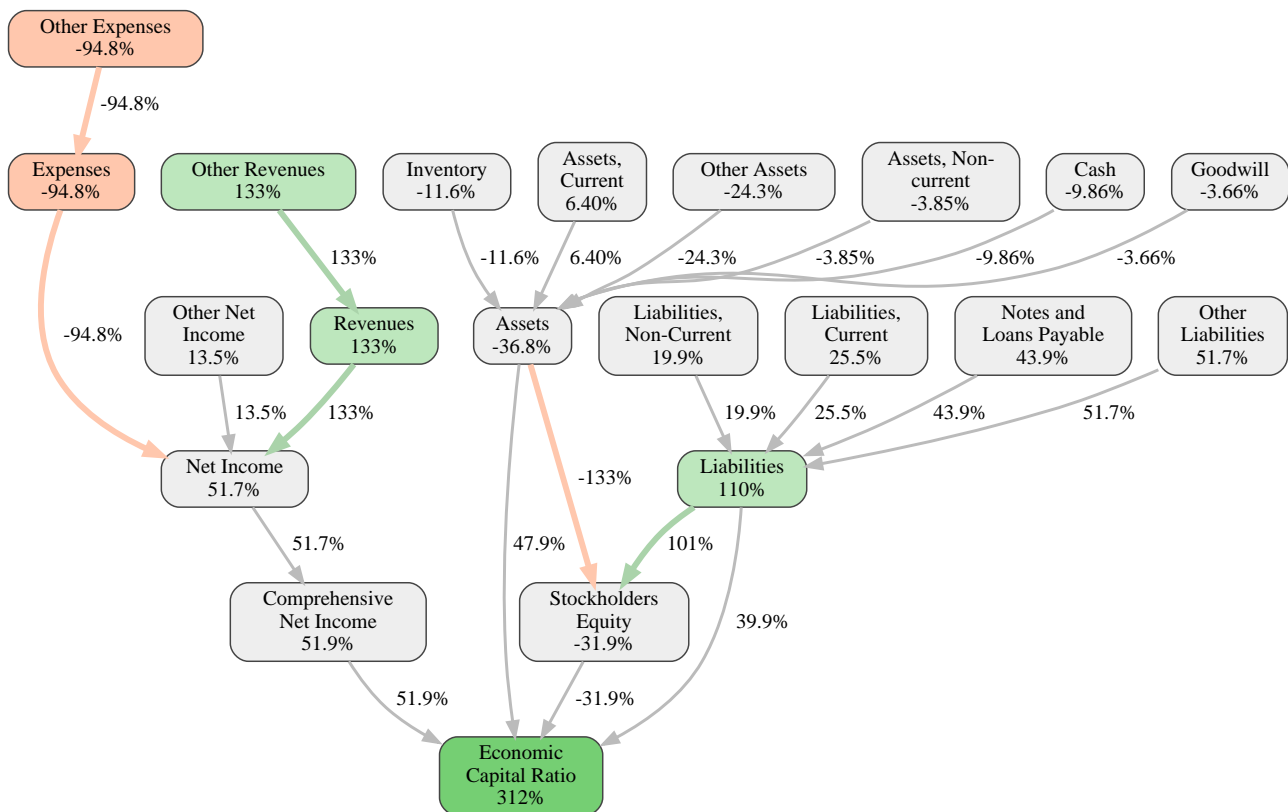 Other Expenses
-94.8%
-94.8%
Expenses
-94.8%
Other Revenues
133%
Inventory
-11.6%
Assets,
Current
6.40%
Other Assets
-24.3%
Assets, Non-
current
-3.85%
Cash
-9.86%
Goodwill
-3.66%
133%
-11.6%
6.40%
-24.3%
-3.85%
-9.86%
-3.66%
-94.8%
Other Net
Income
13.5%
Revenues
133%
Assets
-36.8%
Liabilities,
Non-Current
19.9%
Liabilities,
Current
25.5%
Notes and
Loans Payable
43.9%
Other
Liabilities
51.7%
13.5%
133%
19.9%
25.5%
43.9%
51.7%
Net Income
51.7%
-133%
Liabilities
110%
51.7%
47.9%
101%
Comprehensive
Net Income
51.9%
Stockholders
Equity
-31.9%
39.9%
51.9%
-31.9%
Economic
Capital Ratio
312%